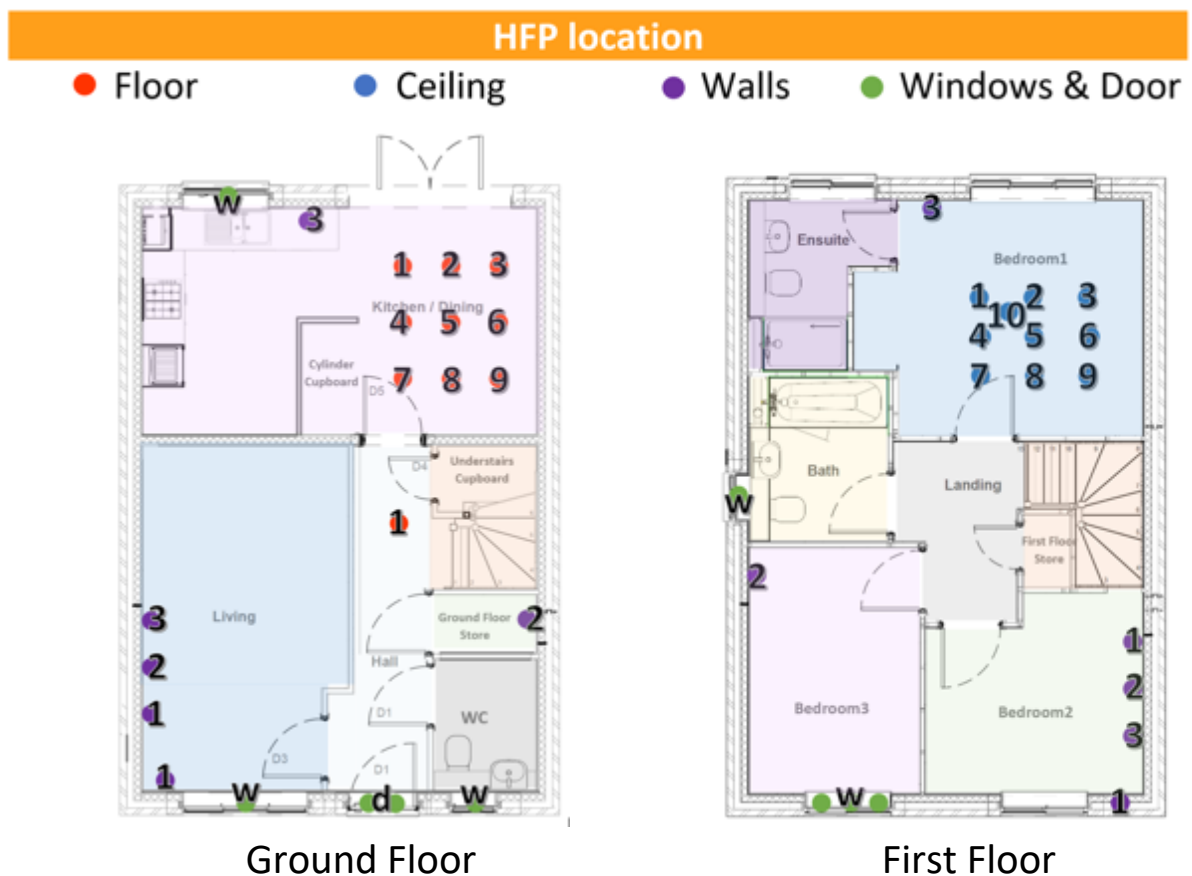 HFP location
Floor
Ceiling
Walls
Windows & Door
w
3
1 2 3
Kitchen / Dining
4 5 6
Cylinder
Cupboard
7 8 9
D5
D4
Understairs
Cupboard
1
Living
3
2
1
1
Ground Floor
Store
2
Hall
D1
WC
D3
D1
w
d
w
Ground Floor
3
Ensuite
Bedroom1
1 2 3
10
4 5 6
7 8 9
Bath
w
Landing
First Floor
Store
2
1
2
3
Bedroom3
Bedroom2
w
1
First Floor